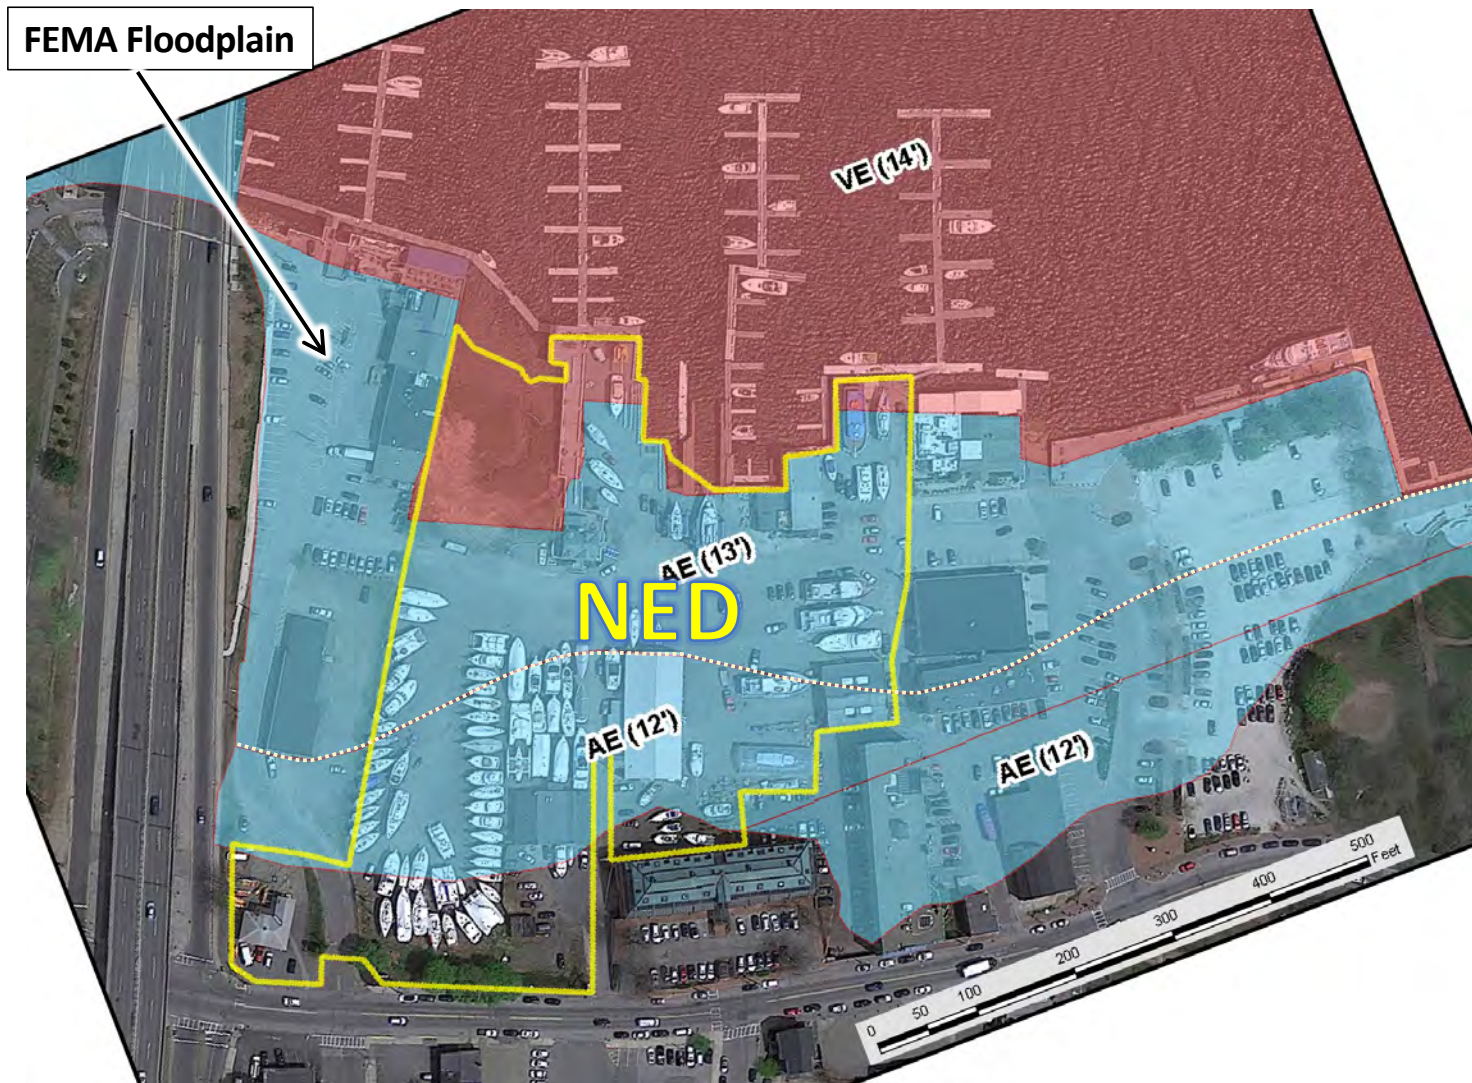 FEMA Floodplain
VE (14')
AE (13')
NED
AE (12')
AE (12')
0 50 100 200 300 400 500 Feet